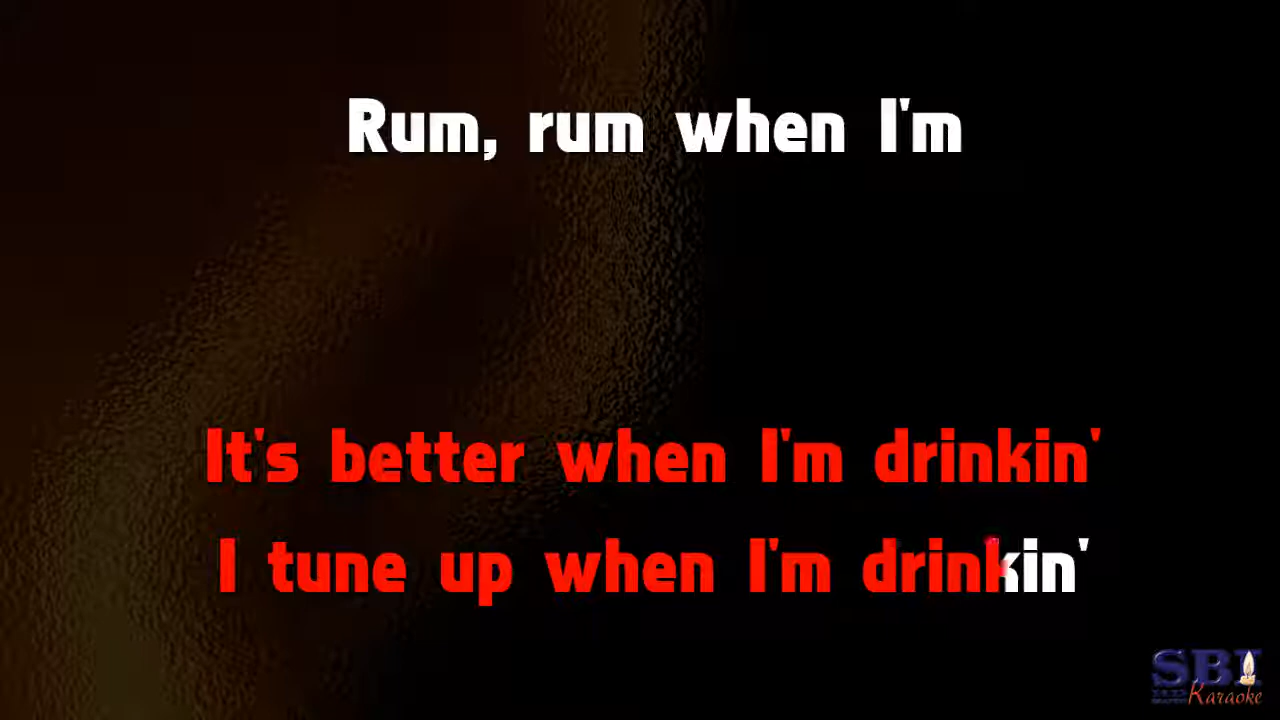 Rum, rum when I'm
It's better when I'm drinkin'
I tune up when I'm drinkin'
SBI
Karaoke